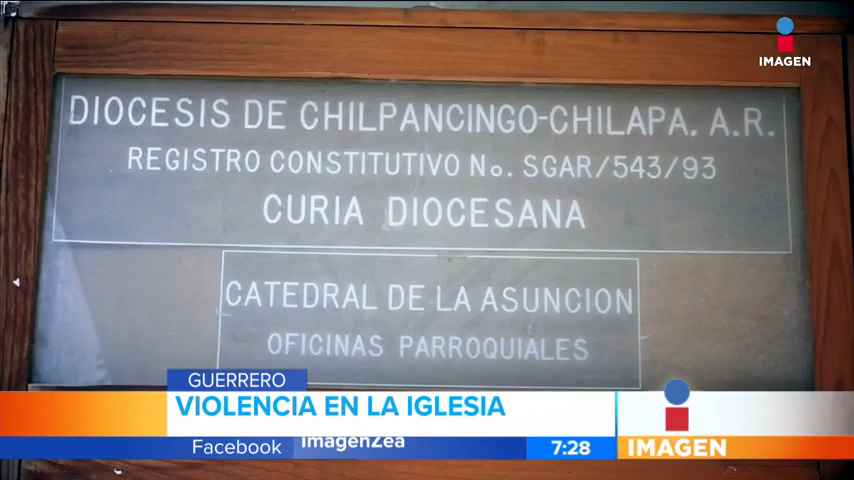 IMAGEN
DIOCESIS DE CHILPANCINGO-CHILAPA. A.R.
REGISTRO CONSTITUTIVO No. SGAR/543/93
CURIA DIOCESANA
CATEDRAL DE LA ASUNCION
OFICINAS PARROQUIALES
GUERRERO
VIOLENCIA EN LA IGLESIA
Facebook ImagenZea 7:28 IMAGEN